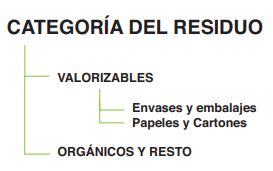 CATEGORÍA DEL RESIDUO
VALORIZABLES
Envases y embalajes
Papeles y Cartones
ORGÁNICOS Y RESTO